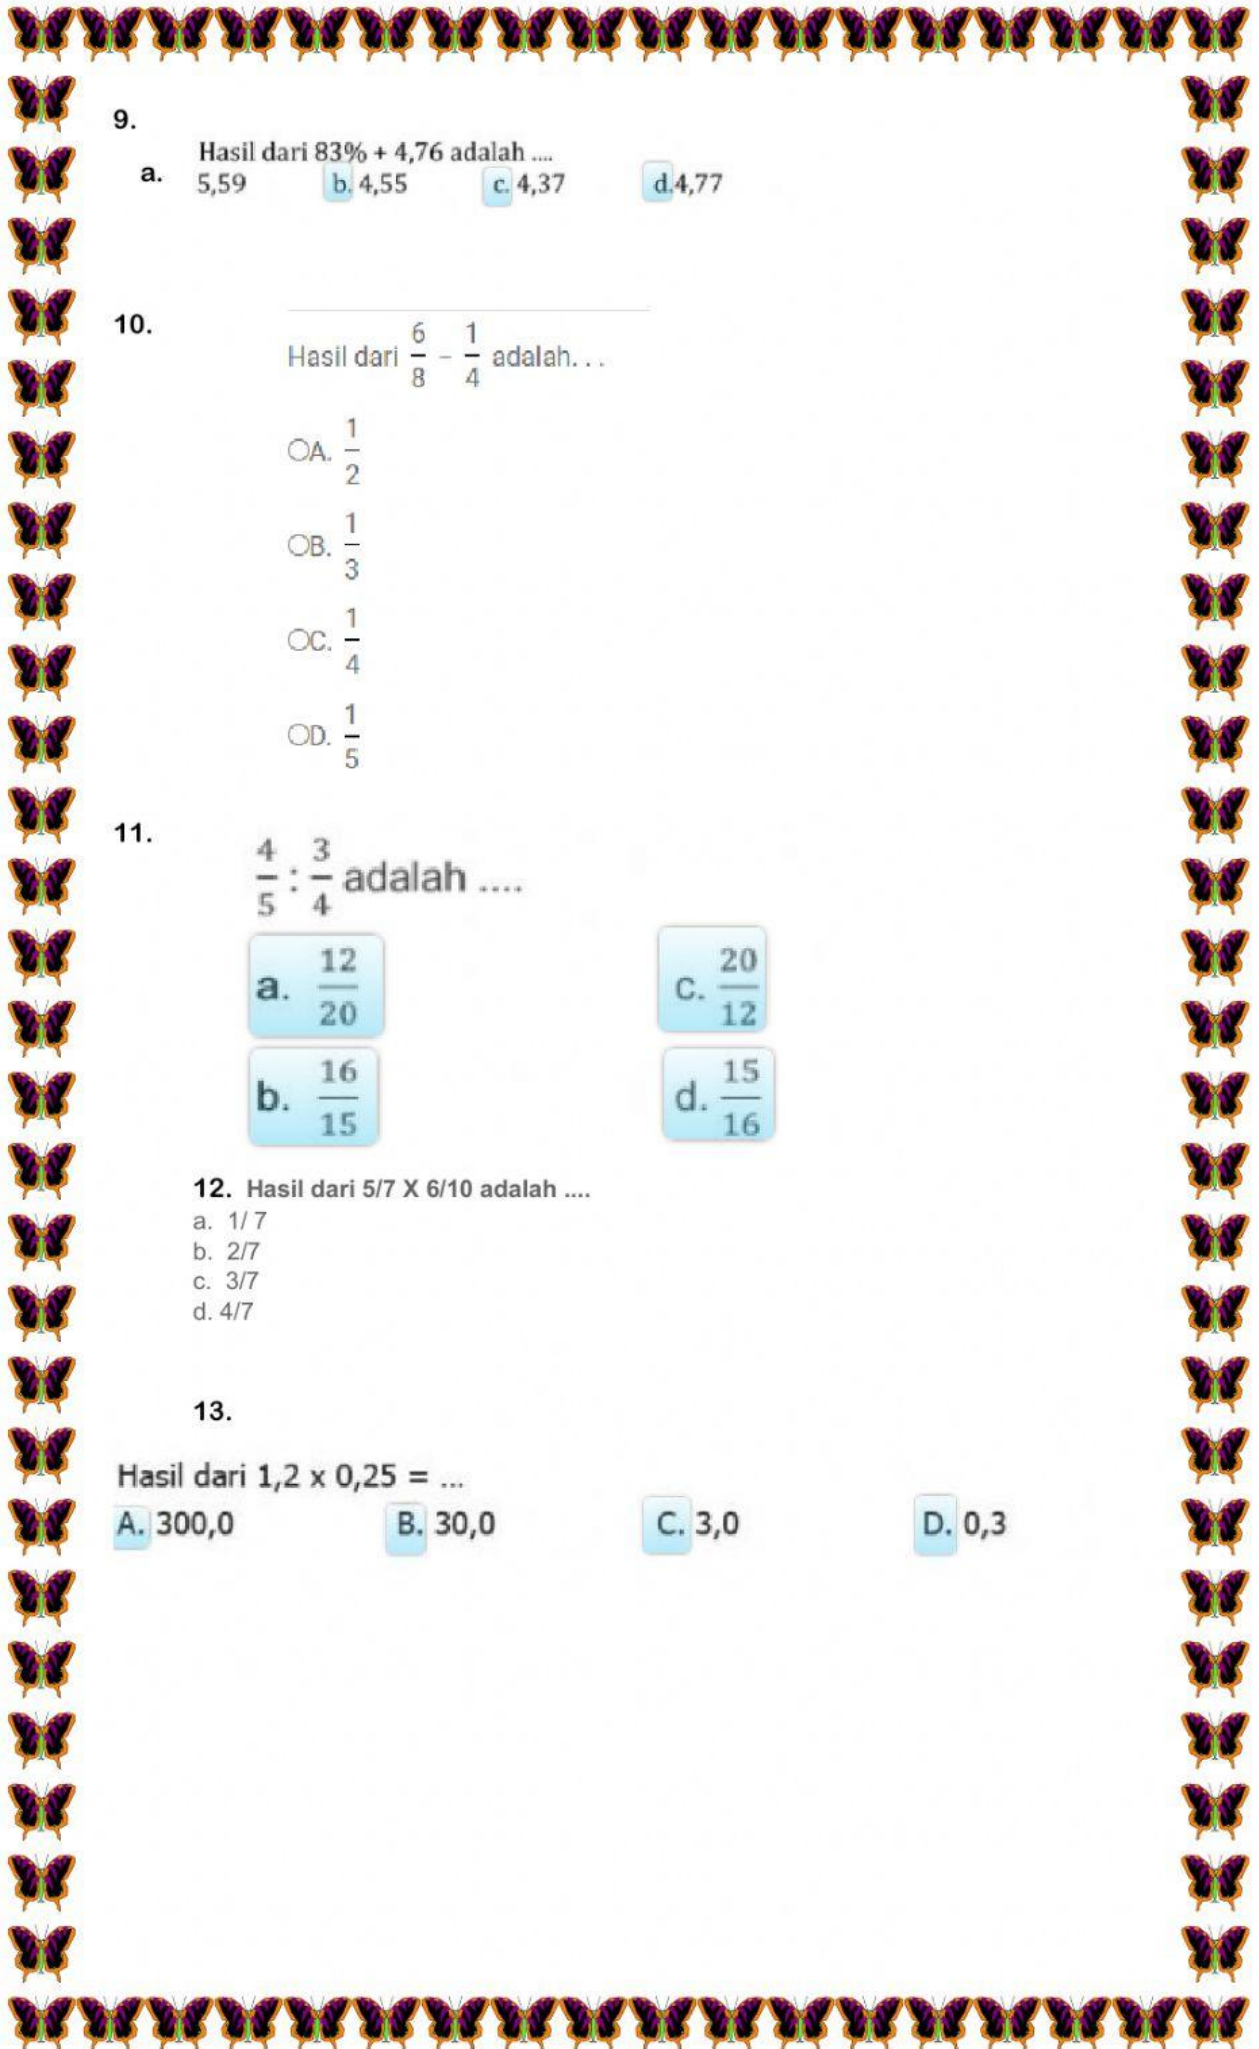 9.
Hasil dari 83% + 4,76 adalah ....
a. 5,59 b. 4,55 c. 4,37 d.4,77
10.
Hasil dari 6/8 - 1/4 adalah. . .
A. 1/2
B. 1/3
C. 1/4
D. 1/5
11.
4/5 : 3/4 adalah ....
a. 12/20 c. 20/12
b. 16/15 d. 15/16
12. Hasil dari 5/7 X 6/10 adalah ....
a. 1/ 7
b. 2/7
c. 3/7
d. 4/7
13.
Hasil dari 1,2 x 0,25 = ...
A. 300,0 B. 30,0 C. 3,0 D. 0,3